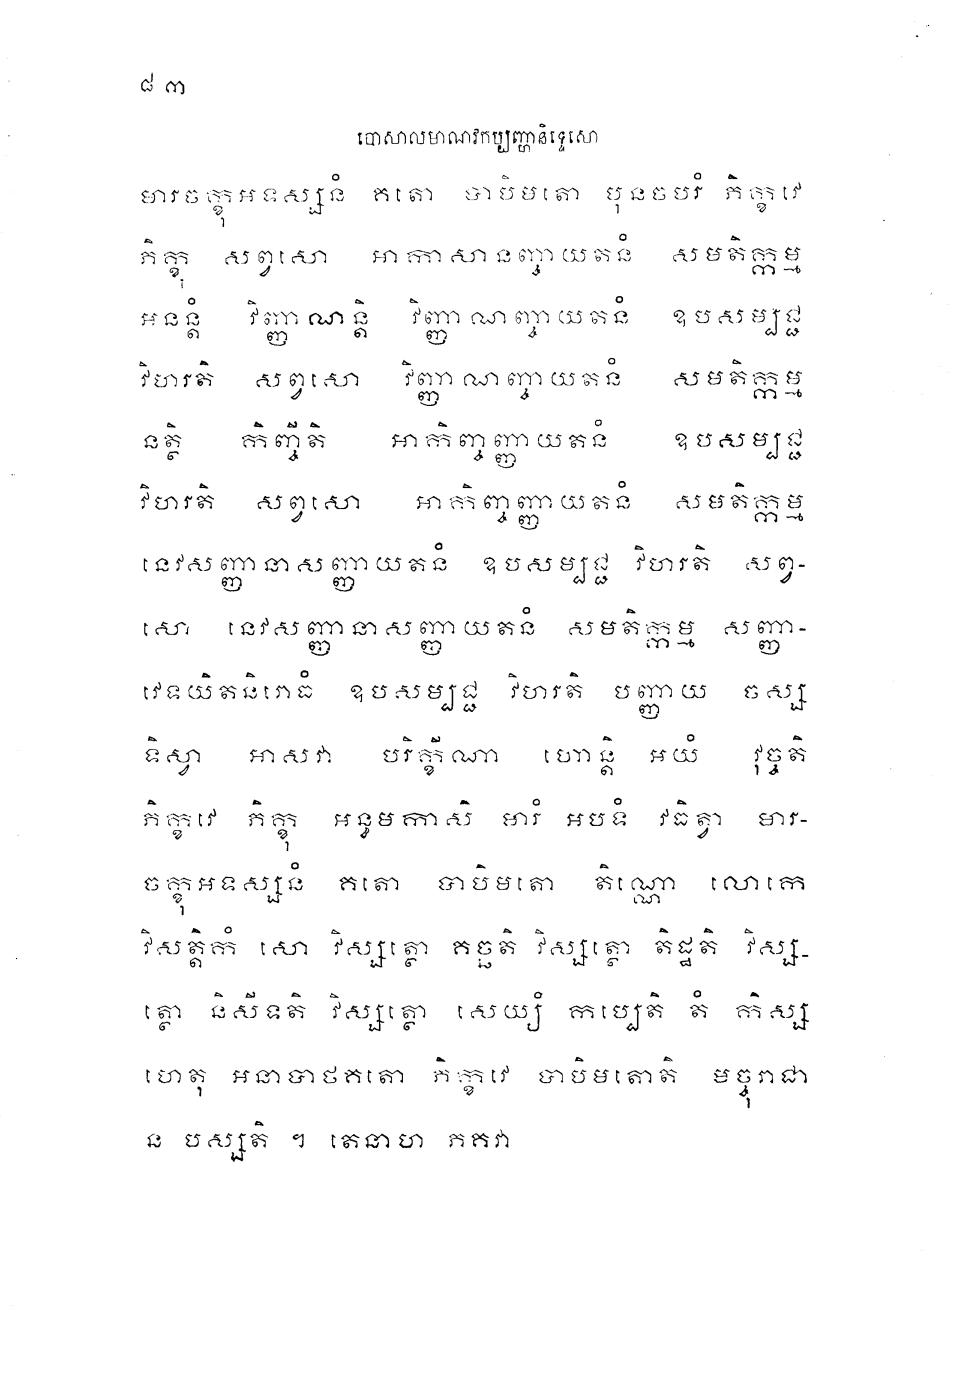 ៨៣
បោសាលមាណវកប្បញ្ហានិទ្ទេសោ
មារចក្ខុអទស្សនំ គតោ បាបិមតោ បុនចបរំ ភិក្ខវេ
ភិក្ខុ សព្វសោ អាកាសានញ្ចាយតនំ សមតិក្កម្ម
អនន្តំ វិញ្ញាណន្តិ វិញ្ញាណញ្ចាយតនំ ឧបសម្បជ្ជ
វិហរតិ សព្វសោ វិញ្ញាណញ្ចាយតនំ សមតិក្កម្ម
នត្ថិ កិញ្ចីតិ អាកិញ្ចញ្ញាយតនំ ឧបសម្បជ្ជ
វិហរតិ សព្វសោ អាកិញ្ចញ្ញាយតនំ សមតិក្កម្ម
នេវសញ្ញានាសញ្ញាយតនំ ឧបសម្បជ្ជ វិហរតិ សព្វ-
សោ នេវសញ្ញានាសញ្ញាយតនំ សមតិក្កម្ម សញ្ញា-
វេទយិតនិរោធំ ឧបសម្បជ្ជ វិហរតិ បញ្ញាយ ចស្ស
ទិស្វា អាសវា បរិក្ខីណា ហោន្តិ អយំ វុច្ចតិ
ភិក្ខវេ ភិក្ខុ អន្ធមកាសិ មារំ អបទំ វធិត្វា មារ-
ចក្ខុអទស្សនំ គតោ បាបិមតោ តិណ្ណោ លោកេ
វិសត្តិកំ សោ វិស្សត្ថោ គច្ឆតិ វិស្សត្ថោ តិដ្ឋតិ វិស្ស-
ត្ថោ និសីទតិ វិស្សត្ថោ សេយ្យំ កប្បេតិ តំ កិស្ស
ហេតុ អនាបាថគតោ ភិក្ខវេ បាបិមតោតិ មច្ចុរាជា
ន បស្សតិ ។ តេនាហ ភគវា